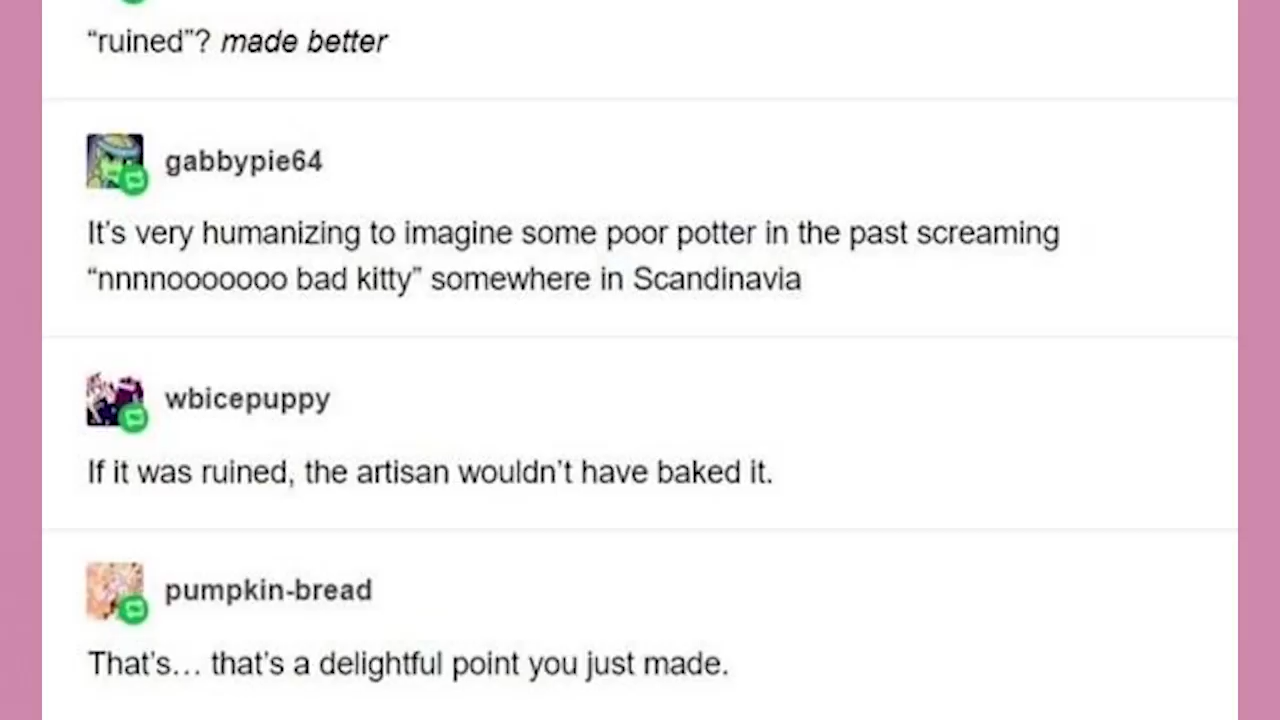 “ruined”? made better
gabbypie64
It’s very humanizing to imagine some poor potter in the past screaming
“nnnnooooooo bad kitty” somewhere in Scandinavia
wbicepuppy
If it was ruined, the artisan wouldn’t have baked it.
pumpkin-bread
That’s… that’s a delightful point you just made.